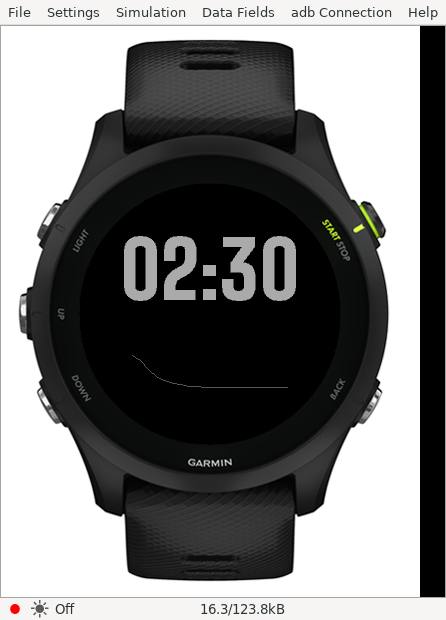 File Settings Simulation Data Fields adb Connection Help
START STOP
LIGHT
02:30
UP
DOWN
BACK
GARMIN
Off 16.3/123.8kB